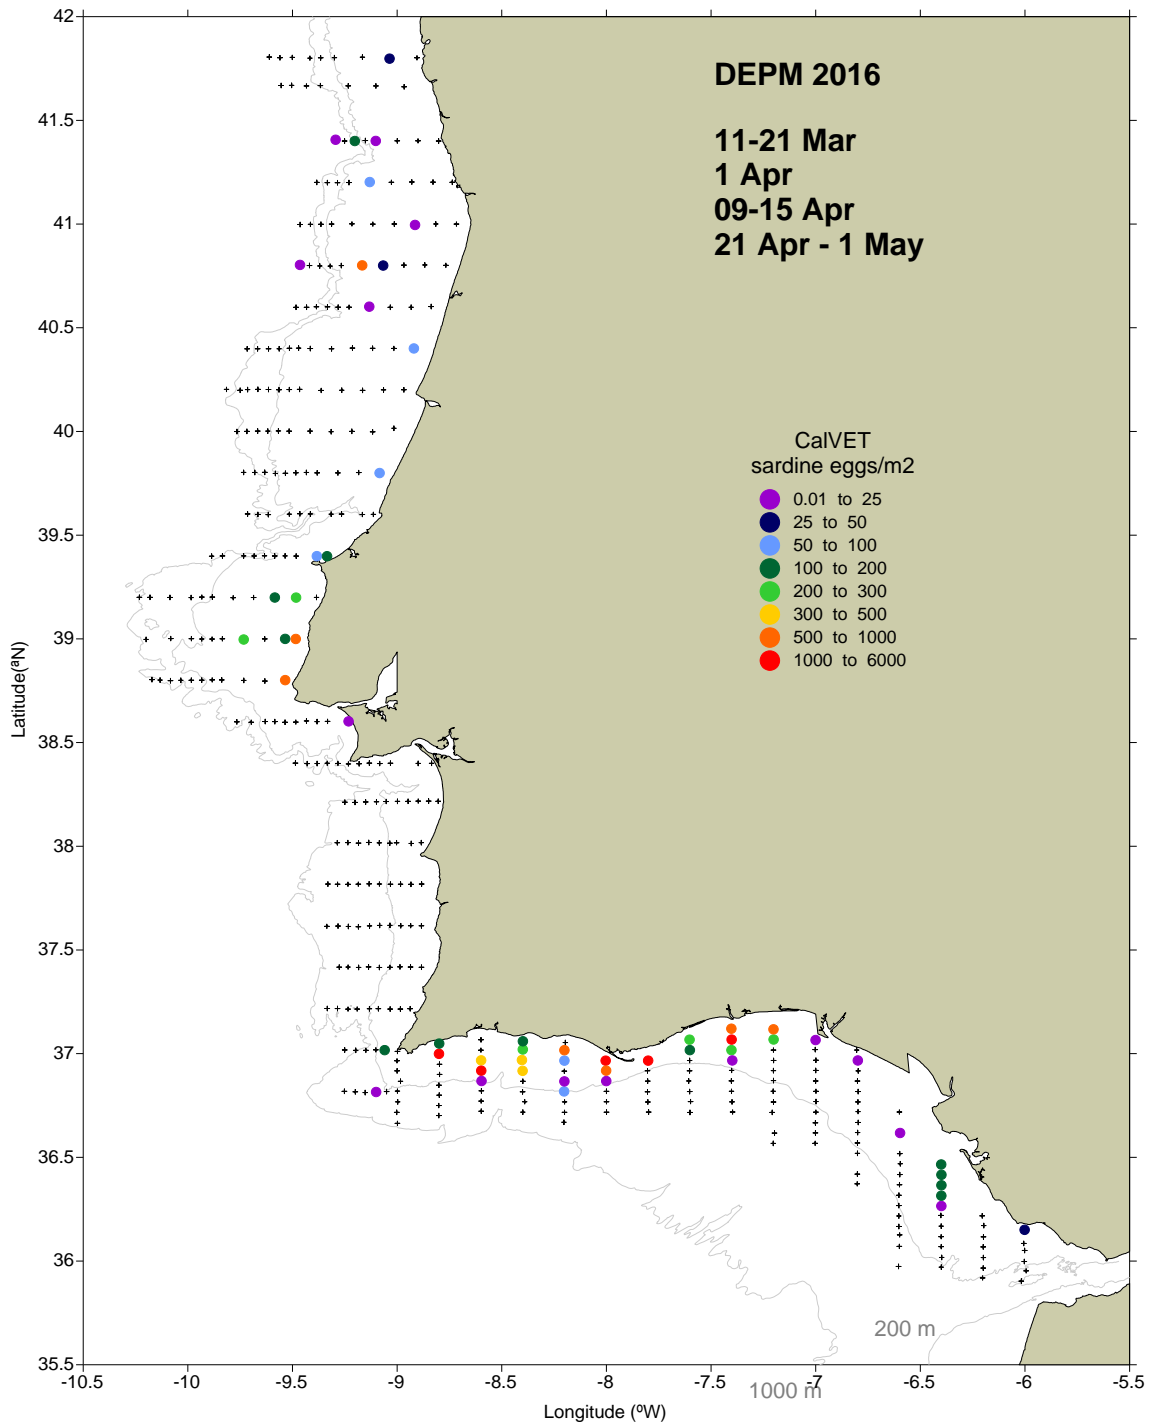 DEPM 2016
11-21 Mar
1 Apr
09-15 Apr
21 Apr - 1 May
CalVET
sardine eggs/m2
0.01 to 25
25 to 50
50 to 100
100 to 200
200 to 300
300 to 500
500 to 1000
1000 to 6000
Latitude(ªN)
42
41.5
41
40.5
40
39.5
39
38.5
38
37.5
37
36.5
36
35.5
200 m
1000 m
-10.5 -10 -9.5 -9 -8.5 -8 -7.5 -7 -6.5 -6 -5.5
Longitude (ºW)